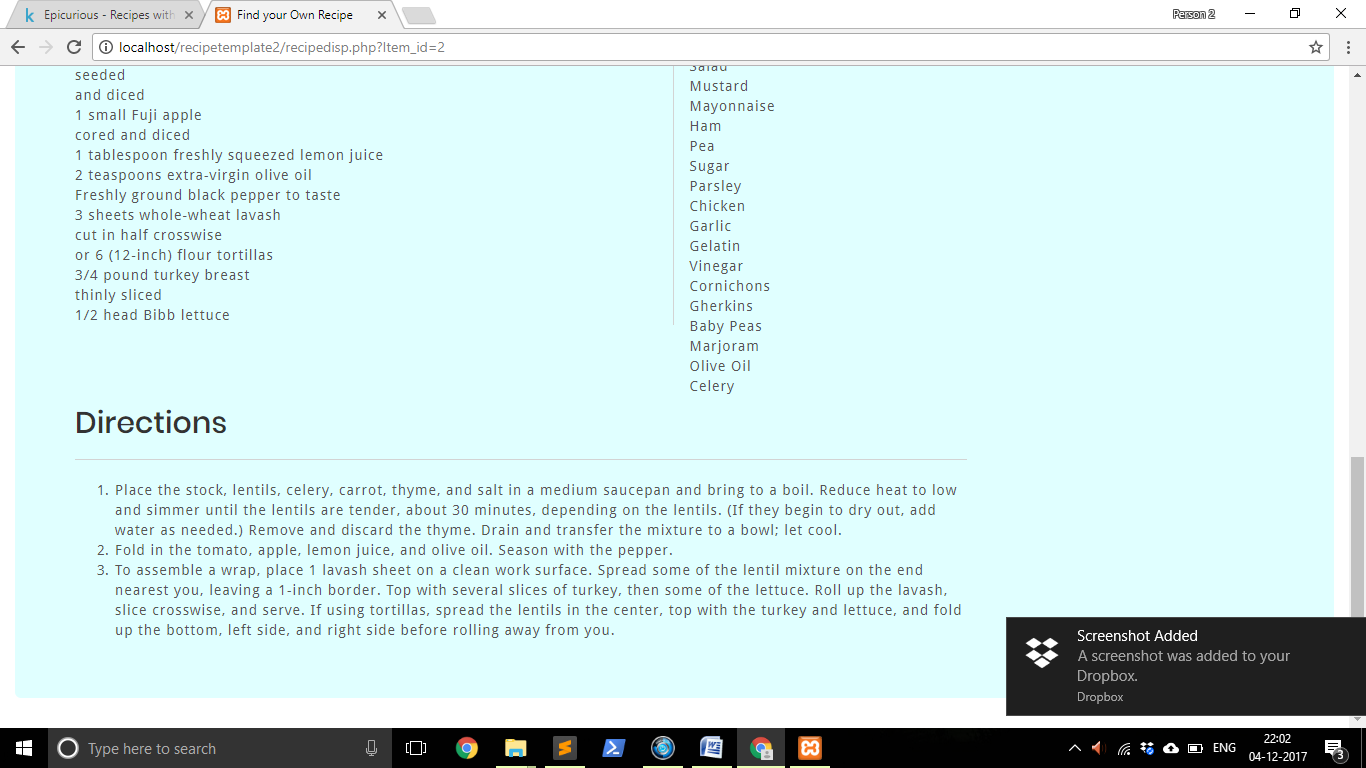 Epicurious - Recipes with
Find your Own Recipe
Person 2
localhost/recipetemplate2/recipedisp.php?Item_id=2
seeded
and diced
1 small Fuji apple
cored and diced
1 tablespoon freshly squeezed lemon juice
2 teaspoons extra-virgin olive oil
Freshly ground black pepper to taste
3 sheets whole-wheat lavash
cut in half crosswise
or 6 (12-inch) flour tortillas
3/4 pound turkey breast
thinly sliced
1/2 head Bibb lettuce
Salad
Mustard
Mayonnaise
Ham
Pea
Sugar
Parsley
Chicken
Garlic
Gelatin
Vinegar
Cornichons
Gherkins
Baby Peas
Marjoram
Olive Oil
Celery
Directions
1. Place the stock, lentils, celery, carrot, thyme, and salt in a medium saucepan and bring to a boil. Reduce heat to low
and simmer until the lentils are tender, about 30 minutes, depending on the lentils. (If they begin to dry out, add
water as needed.) Remove and discard the thyme. Drain and transfer the mixture to a bowl; let cool.
2. Fold in the tomato, apple, lemon juice, and olive oil. Season with the pepper.
3. To assemble a wrap, place 1 lavash sheet on a clean work surface. Spread some of the lentil mixture on the end
nearest you, leaving a 1-inch border. Top with several slices of turkey, then some of the lettuce. Roll up the lavash,
slice crosswise, and serve. If using tortillas, spread the lentils in the center, top with the turkey and lettuce, and fold
up the bottom, left side, and right side before rolling away from you.
Screenshot Added
A screenshot was added to your
Dropbox.
Dropbox
Type here to search
ENG
22:02
04-12-2017
3